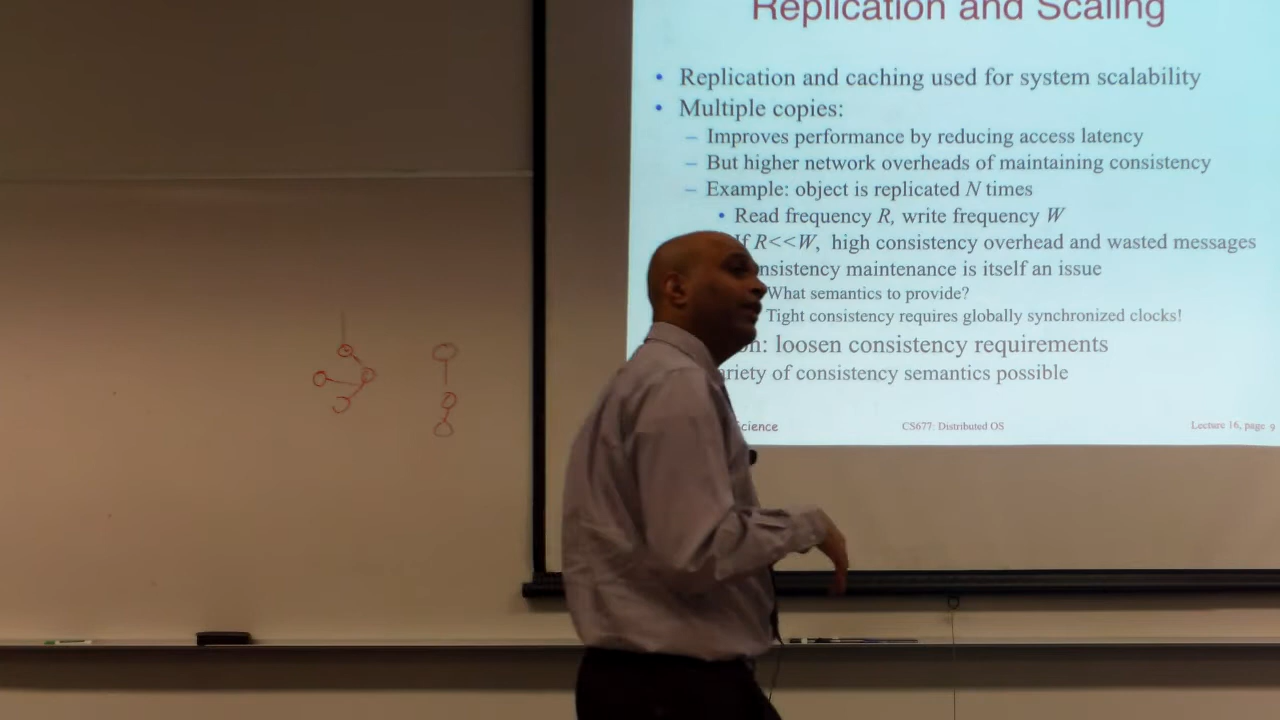 Replication and Scaling
• Replication and caching used for system scalability
• Multiple copies:
– Improves performance by reducing access latency
– But higher network overheads of maintaining consistency
– Example: object is replicated N times
• Read frequency R, write frequency W
If R<<W, high consistency overhead and wasted messages
nsistency maintenance is itself an issue
What semantics to provide?
Tight consistency requires globally synchronized clocks!
n: loosen consistency requirements
riety of consistency semantics possible
cience
CS677: Distributed OS
Lecture 16, page 9